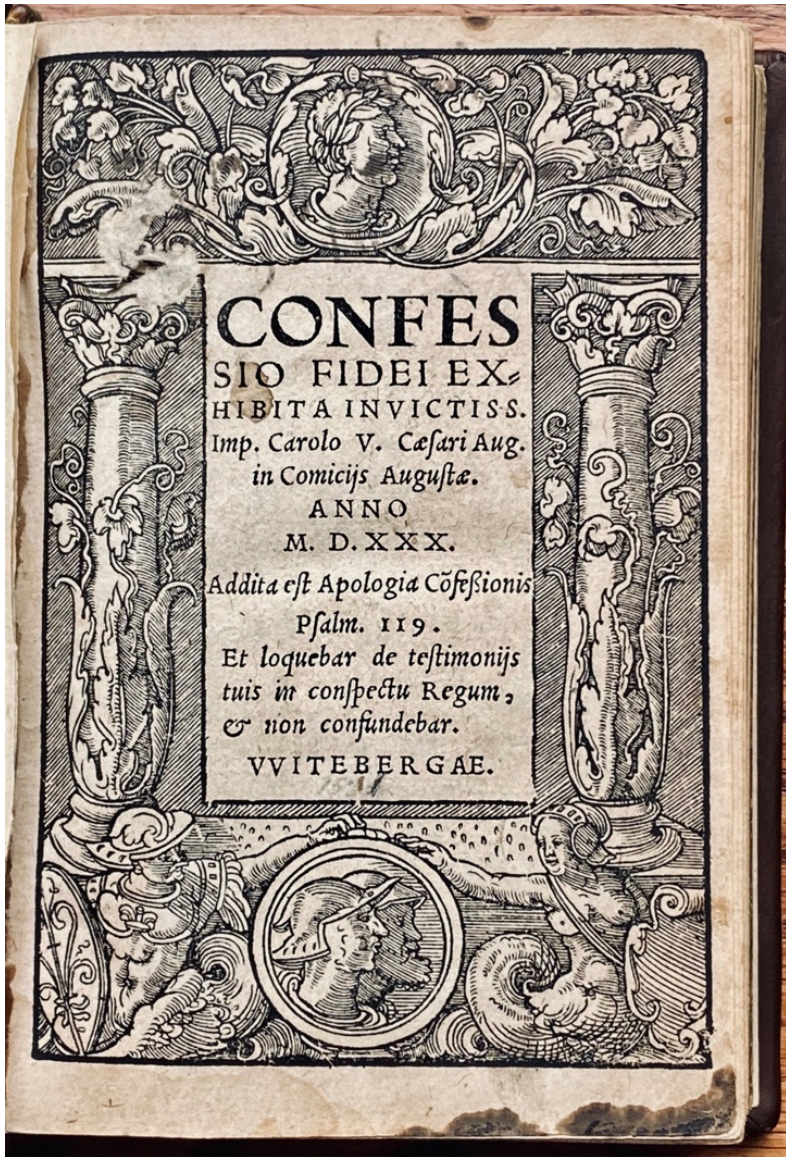 CONFES
SIO FIDEI EX⸗
HIBITA INVICTISS.
Imp. Carolo V. Cæſari Aug.
in Comicijs Auguſtæ.
ANNO
M. D. XXX.
Addita eſt Apologia Cõfeßionis
Pſalm. 119.
Et loquebar de teſtimonijs
tuis in conſpectu Regum,
& non confundebar.
VVITEBERGAE.